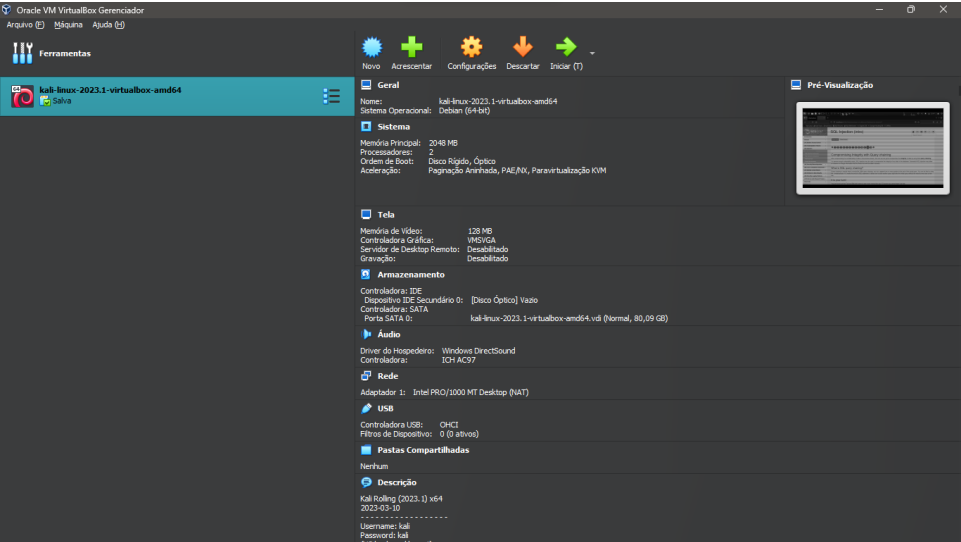 Oracle VM VirtualBox Gerenciador
Arquivo (F) Máquina Ajuda (H)
Ferramentas
Novo Acrescentar Configurações Descartar Iniciar (T)
64
kali-linux-2023.1-virtualbox-amd64
Salva
Geral
Nome: kali-linux-2023.1-virtualbox-amd64
Sistema Operacional: Debian (64-bit)
Pré-Visualização
Sistema
Memória Principal: 2048 MB
Processadores: 2
Ordem de Boot: Disco Rígido, Óptico
Aceleração: Paginação Aninhada, PAE/NX, Paravirtualização KVM
Tela
Memória de Vídeo: 128 MB
Controladora Gráfica: VMSVGA
Servidor de Desktop Remoto: Desabilitado
Gravação: Desabilitado
Armazenamento
Controladora: IDE
Dispositivo IDE Secundário 0: [Disco Óptico] Vazio
Controladora: SATA
Porta SATA 0: kali-linux-2023.1-virtualbox-amd64.vdi (Normal, 80,09 GB)
Áudio
Driver do Hospedeiro: Windows DirectSound
Controladora: ICH AC97
Rede
Adaptador 1: Intel PRO/1000 MT Desktop (NAT)
USB
Controladora USB: OHCI
Filtros de Dispositivo: 0 (0 ativos)
Pastas Compartilhadas
Nenhum
Descrição
Kali Rolling (2023.1) x64
2023-03-10
- - - - - - - - - - - - - - - - - -
Username: kali
Password: kali